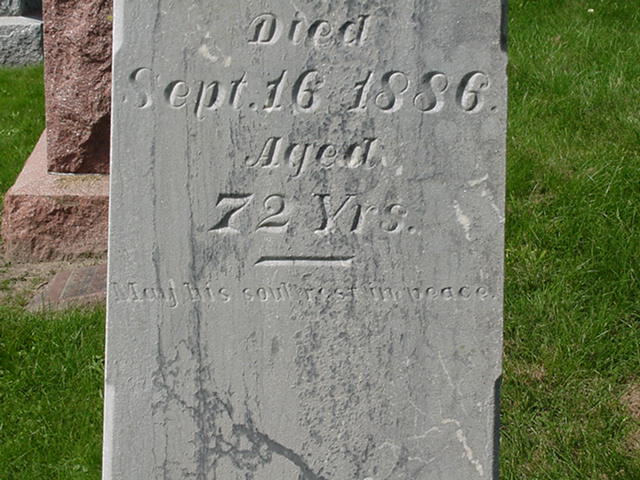 Died
Sept. 16 1886.
Aged
72 Yrs.
May his soul rest in peace.